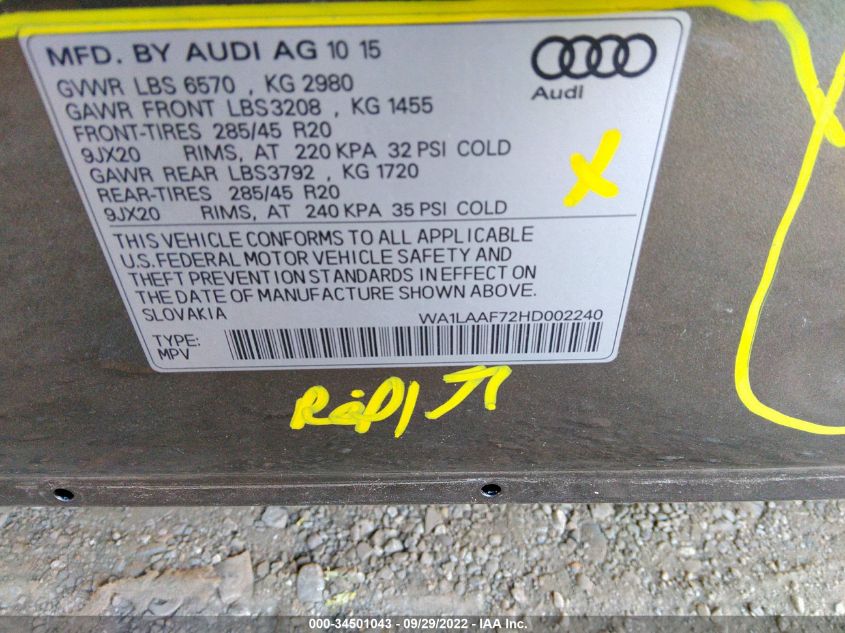 MFD. BY AUDI AG 10 15
Audi
GVWR LBS 6570 , KG 2980
GAWR FRONT LBS3208 , KG 1455
FRONT-TIRES 285/45 R20
9JX20 RIMS, AT 220 KPA 32 PSI COLD
GAWR REAR LBS3792 , KG 1720
REAR-TIRES 285/45 R20
9JX20 RIMS, AT 240 KPA 35 PSI COLD
X
THIS VEHICLE CONFORMS TO ALL APPLICABLE
U.S. FEDERAL MOTOR VEHICLE SAFETY AND
THEFT PREVENTION STANDARDS IN EFFECT ON
THE DATE OF MANUFACTURE SHOWN ABOVE.
SLOVAKIA
WA1LAAF72HD002240
TYPE:
MPV
000-34501043 - 09/29/2022 - www.iaai.com